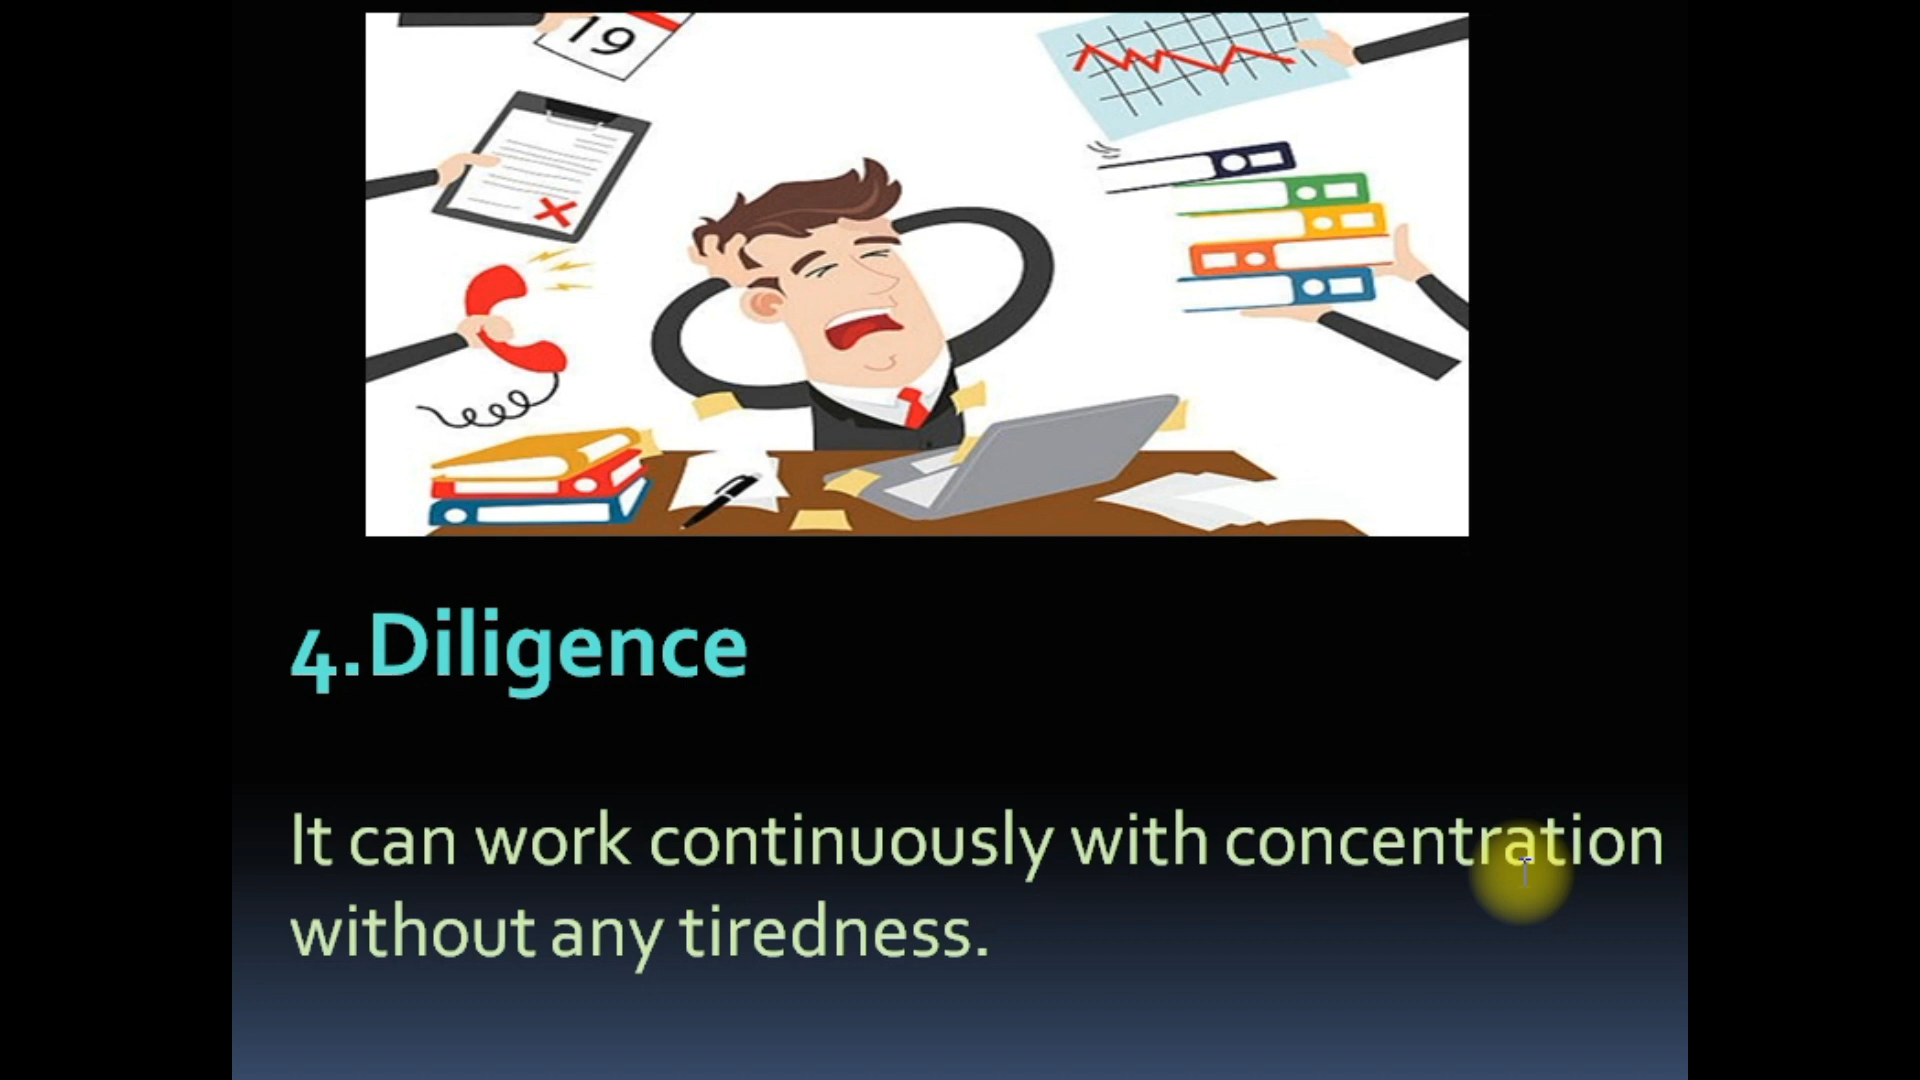 19
4.Diligence
It can work continuously with concentration
without any tiredness.